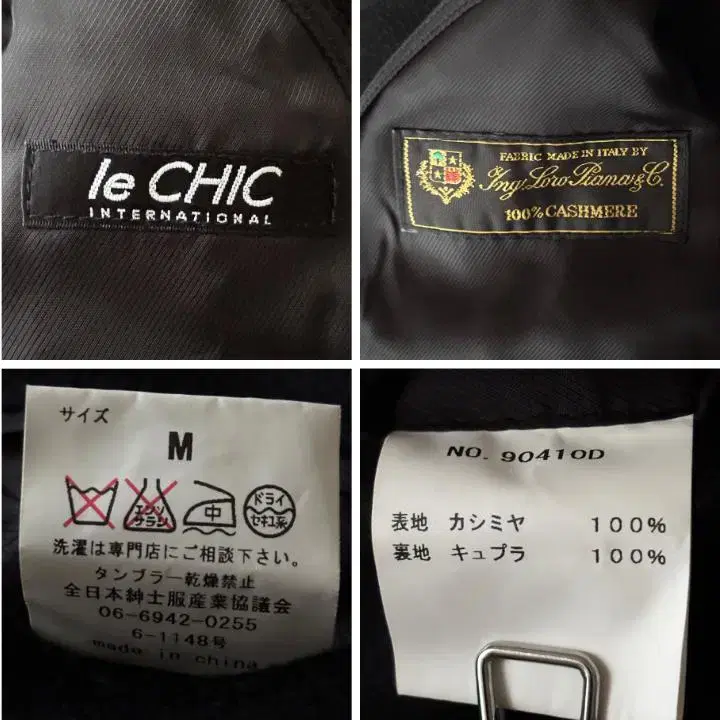 le CHIC
INTERNATIONAL
FABRIC MADE IN ITALY BY
Ing. Loro Piana & C.
100% CASHMERE
サイズ
M
エンソ
サラシ
中
ドライ
セキユ系
洗濯は専門店にご相談下さい。
タンブラー乾燥禁止
全日本紳士服産業協議会
06-6942-0255
6-1148号
made in china
NO. 90410D
表地 カシミヤ 100%
裏地 キュプラ 100%